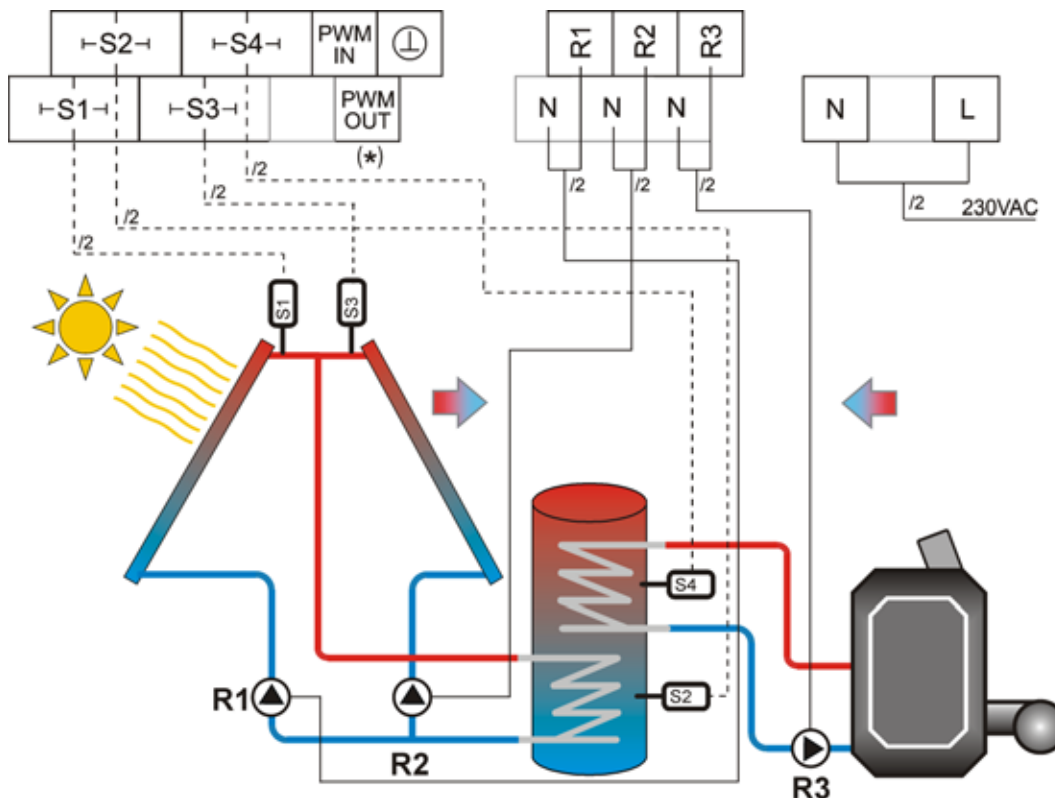 ⊢S2⊣ ⊢S4⊣ PWM IN
⊢S1⊣ ⊢S3⊣ PWM OUT
(*)
R1 R2 R3
N N N
N L
/2 /2 /2 /2
/2 /2 /2
/2 230VAC
S1 S3
S4
S2
R1
R2
R3